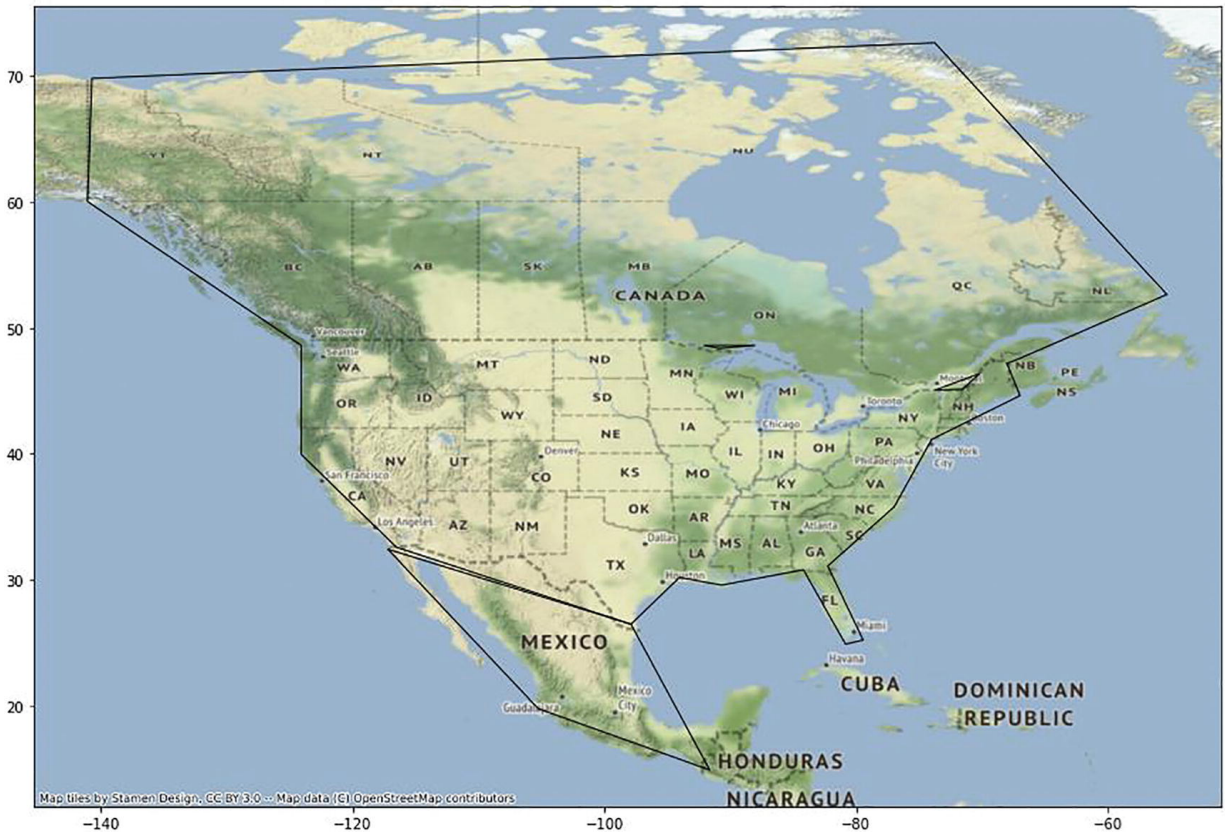 70
60
50
40
30
20
YT
NT
NU
BC
AB
SK
MB
CANADA
ON
QC
NL
Vancouver
Seattle
WA
MT
ND
MN
Montreal
NB
PE
NS
OR
ID
WY
SD
WI
MI
Toronto
NY
NH
Boston
NE
IA
Chicago
IL
IN
OH
PA
Philadelphia
New York
City
NV
UT
Denver
CO
KS
MO
KY
VA
San Francisco
CA
Los Angeles
AZ
NM
OK
AR
TN
NC
Dallas
MS
AL
Atlanta
GA
SC
TX
LA
Houston
FL
Miami
MEXICO
Havana
CUBA
DOMINICAN
REPUBLIC
Guadalajara
Mexico
City
HONDURAS
NICARAGUA
Map tiles by Stamen Design, CC BY 3.0 -- Map data (C) OpenStreetMap contributors
−140
−120
−100
−80
−60